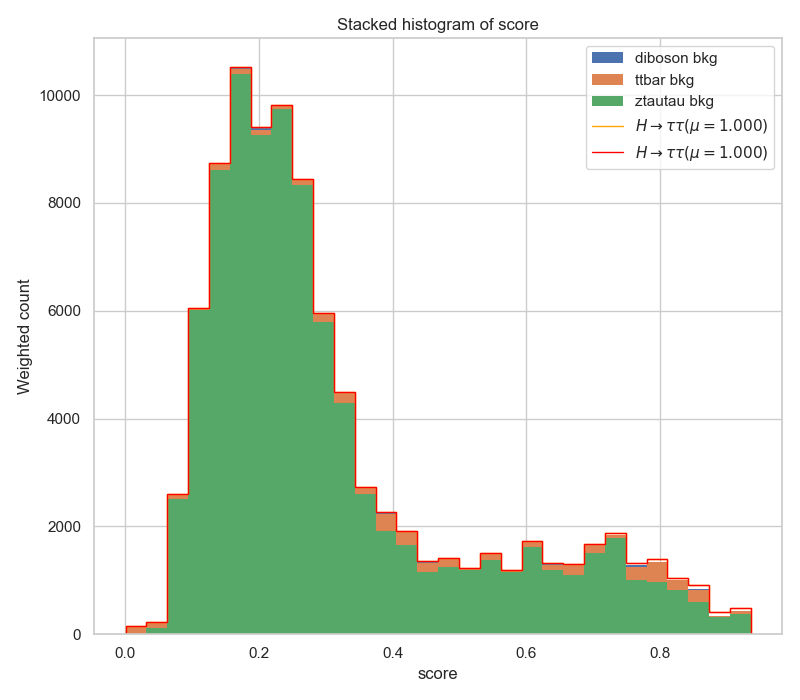 Stacked histogram of score
diboson bkg
ttbar bkg
ztautau bkg
H → ττ(μ = 1.000)
H → ττ(μ = 1.000)
Weighted count
10000
8000
6000
4000
2000
0
0.0 0.2 0.4 0.6 0.8
score